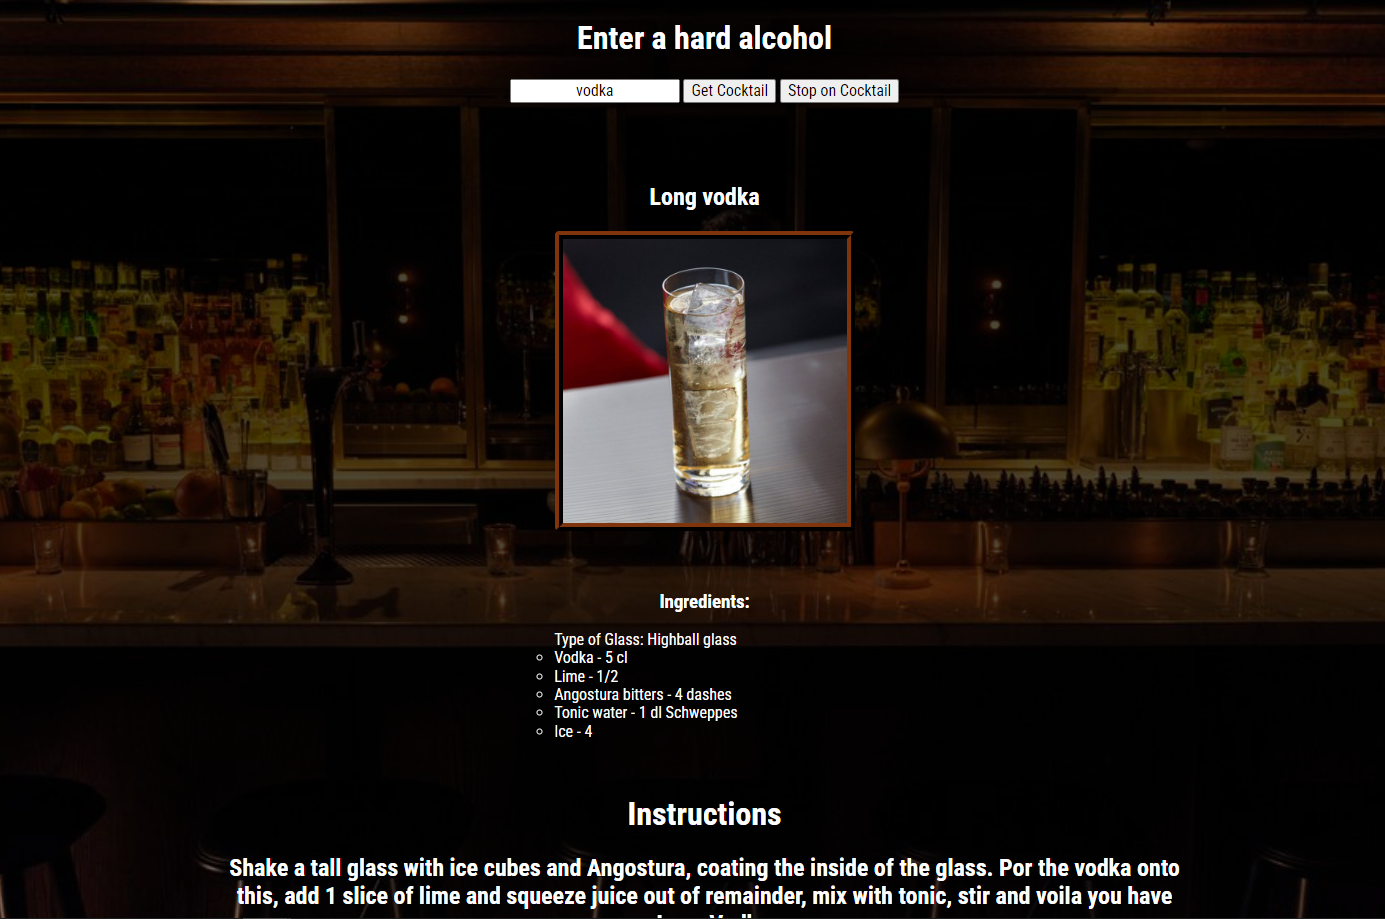 Enter a hard alcohol
vodka Get Cocktail Stop on Cocktail
Long vodka
Ingredients:
Type of Glass: Highball glass
Vodka - 5 cl
Lime - 1/2
Angostura bitters - 4 dashes
Tonic water - 1 dl Schweppes
Ice - 4
Instructions
Shake a tall glass with ice cubes and Angostura, coating the inside of the glass. Por the vodka onto
this, add 1 slice of lime and squeeze juice out of remainder, mix with tonic, stir and voila you have